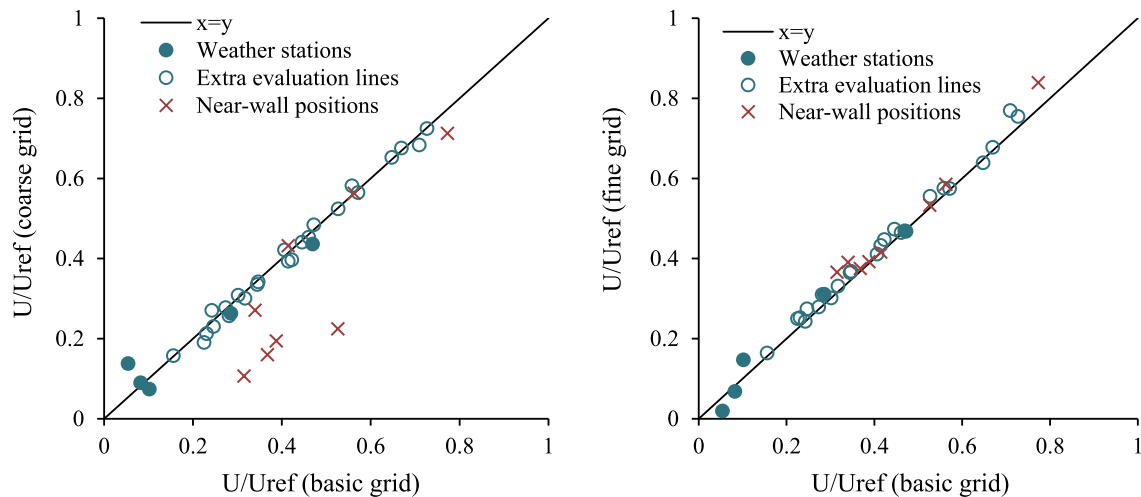 1
0.8
0.6
0.4
0.2
0
0
0.2
0.4
0.6
0.8
1
U/Uref (coarse grid)
U/Uref (basic grid)
x=y
Weather stations
Extra evaluation lines
Near-wall positions
1
0.8
0.6
0.4
0.2
0
0
0.2
0.4
0.6
0.8
1
U/Uref (fine grid)
U/Uref (basic grid)
x=y
Weather stations
Extra evaluation lines
Near-wall positions